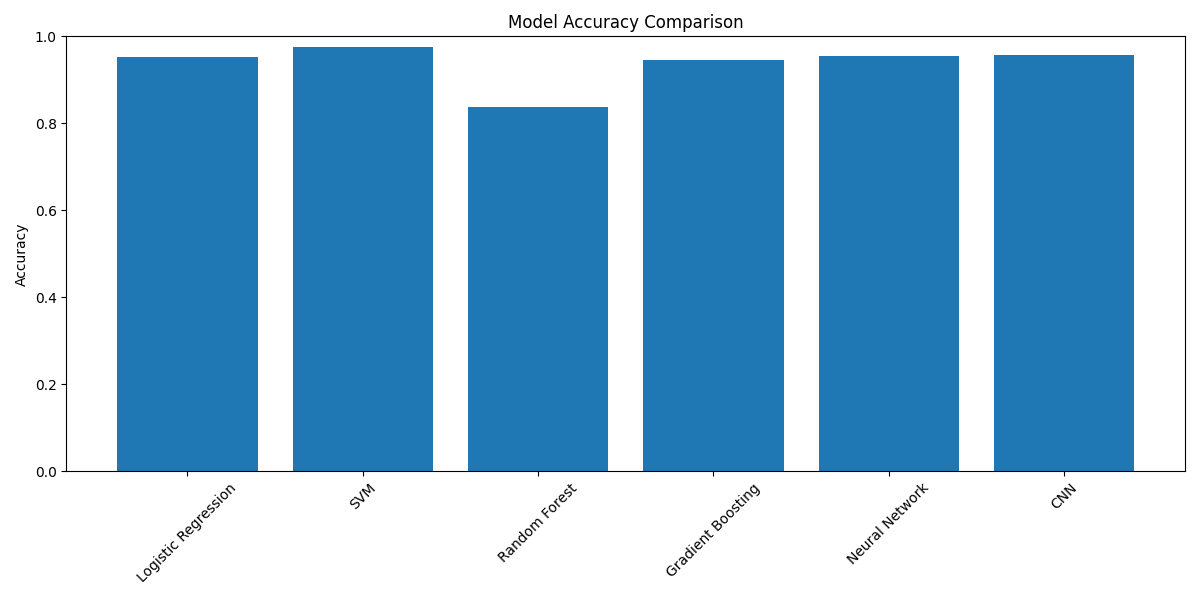 Model Accuracy Comparison
1.0
0.8
0.6
0.4
0.2
0.0
Accuracy
Logistic Regression
SVM
Random Forest
Gradient Boosting
Neural Network
CNN